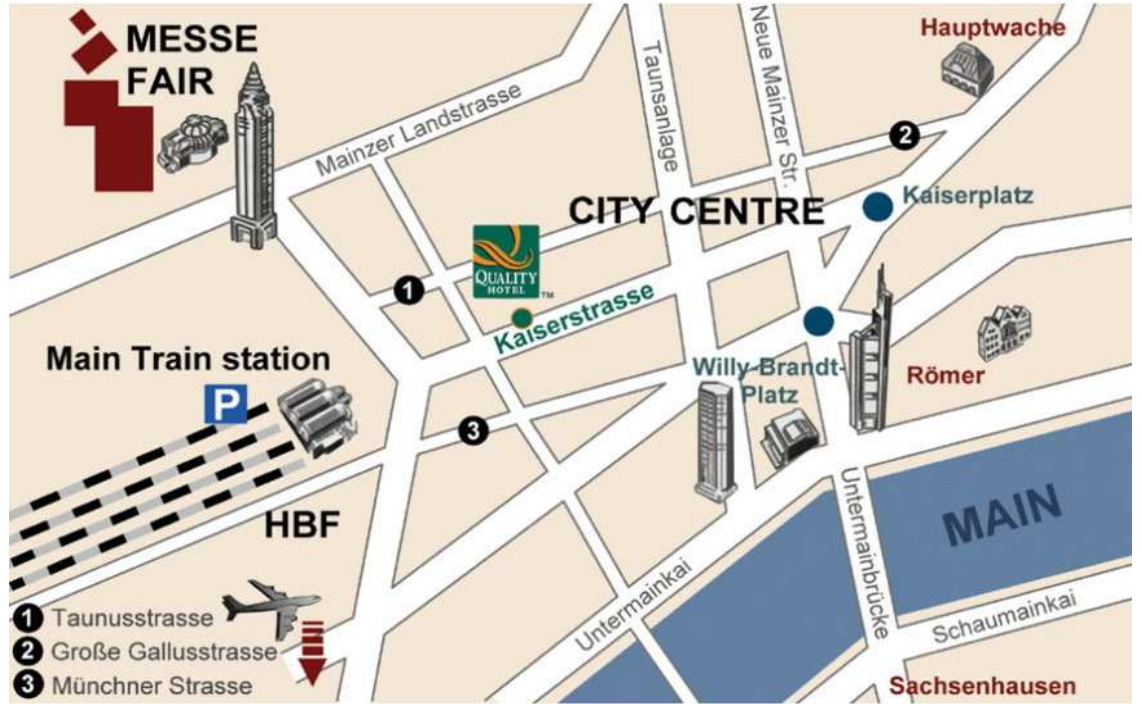 MESSE
FAIR
Mainzer Landstrasse
Taunsanlage
Neue Mainzer Str.
Hauptwache
2
Kaiserplatz
CITY CENTRE
QUALITY
HOTEL
TM
1
Kaiserstrasse
Main Train station
P
Willy-Brandt-
Platz
Römer
3
HBF
MAIN
Untermainkai
Untermainbrücke
Schaumainkai
Sachsenhausen
1 Taunusstrasse
2 Große Gallusstrasse
3 Münchner Strasse